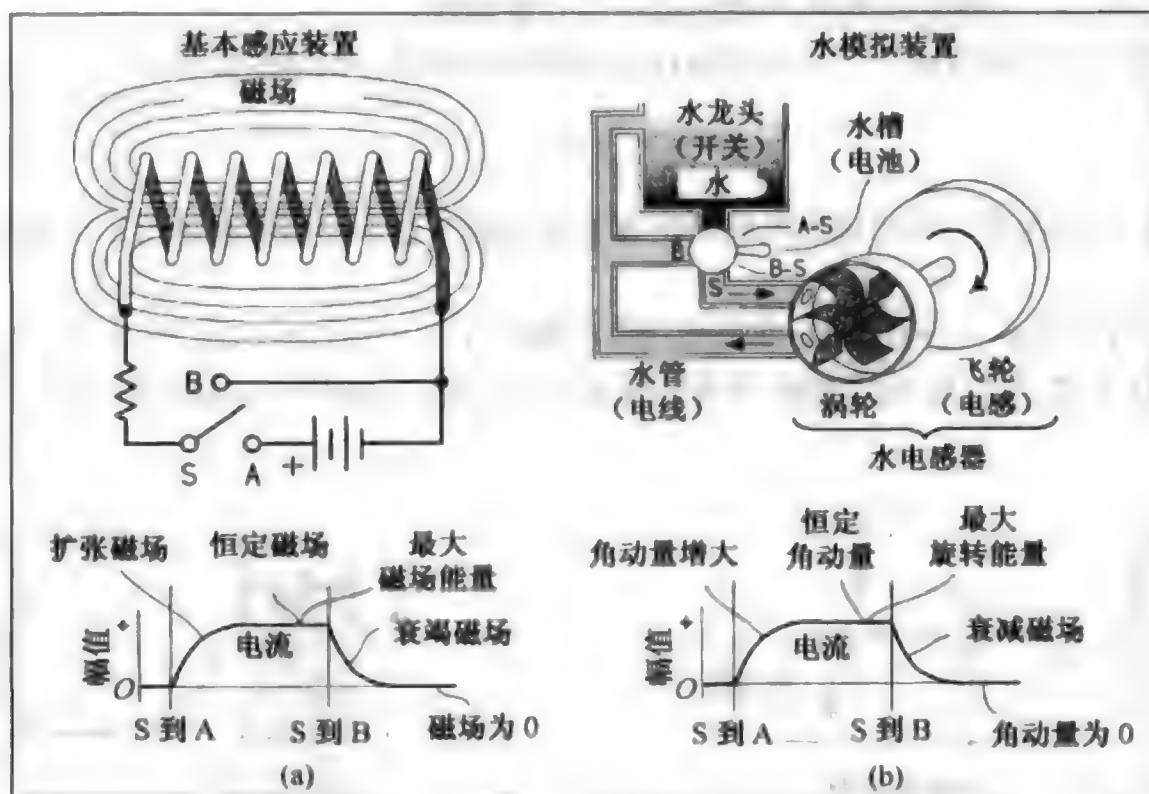 基本感应装置
磁场
B
S
A
+
扩张磁场
恒定磁场
最大
磁场能量
衰竭磁场
幅值
+
电流
O
S 到 A
S 到 B
磁场为 0
(a)
水模拟装置
水龙头
(开关)
水
水槽
(电池)
A-S
B-S
S
水管
(电线)
涡轮
飞轮
(电感)
水电感器
角动量增大
恒定
角动量
最大
旋转能量
衰减磁场
幅值
+
电流
O
S 到 A
S 到 B
角动量为 0
(b)